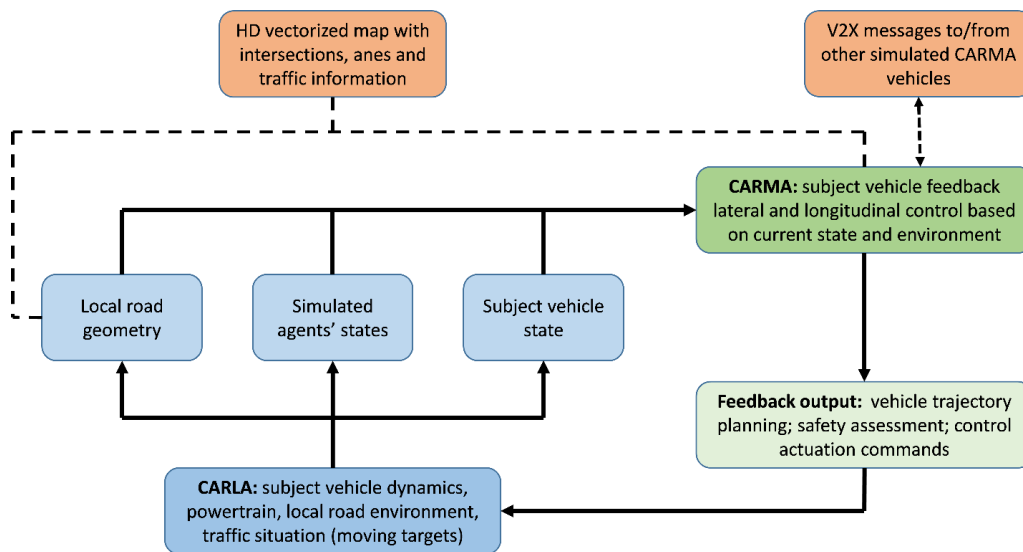 HD vectorized map with
intersections, anes and
traffic information
V2X messages to/from
other simulated CARMA
vehicles
CARMA: subject vehicle feedback
lateral and longitudinal control based
on current state and environment
Local road
geometry
Simulated
agents’ states
Subject vehicle
state
Feedback output: vehicle trajectory
planning; safety assessment; control
actuation commands
CARLA: subject vehicle dynamics,
powertrain, local road environment,
traffic situation (moving targets)